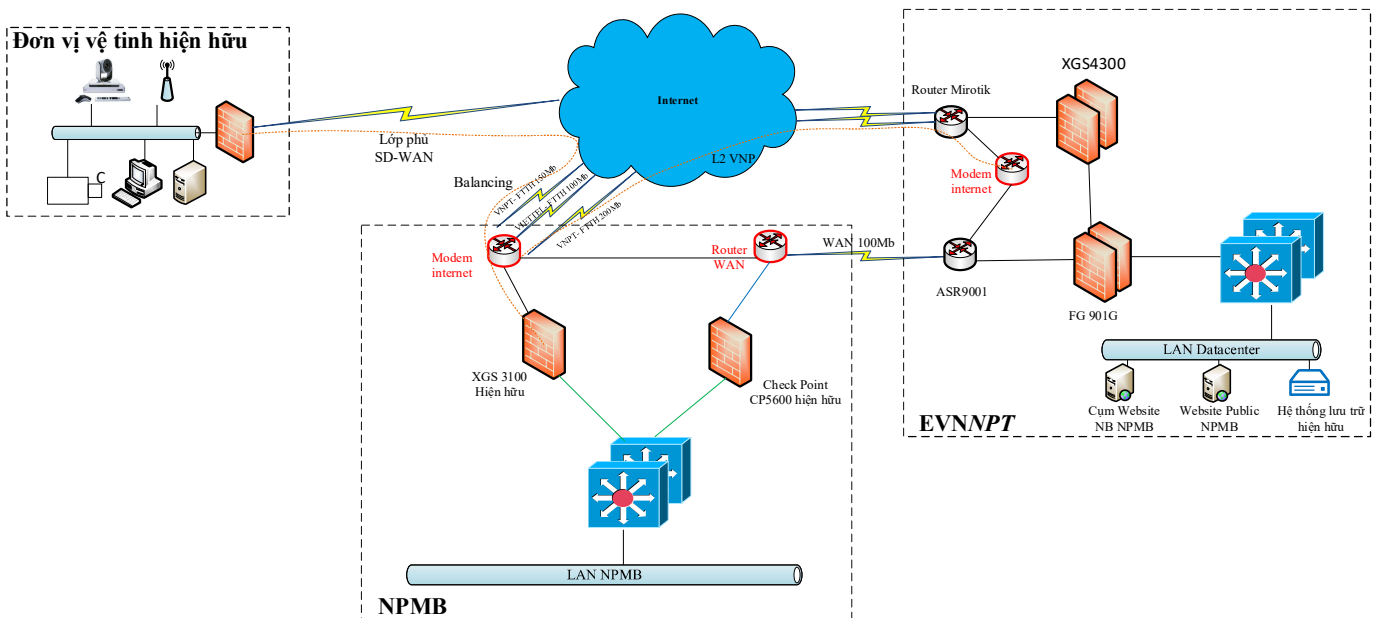 Đơn vị vệ tinh hiện hữu
C
Lớp phủ
SD-WAN
Internet
Balancing
VNPT- FTTH 150Mb
VIETTEL- FTTH 100Mb
VNPT- FTTH 200Mb
L2 VNP
Modem
internet
Router
WAN
WAN 100Mb
XGS 3100
Hiện hữu
Check Point
CP5600 hiện hữu
LAN NPMB
NPMB
XGS4300
Router Mirotik
Modem
internet
ASR9001
FG 901G
LAN Datacenter
Cụm Website
NB NPMB
Website Public
NPMB
Hệ thống lưu trữ
hiện hữu
EVNNPT